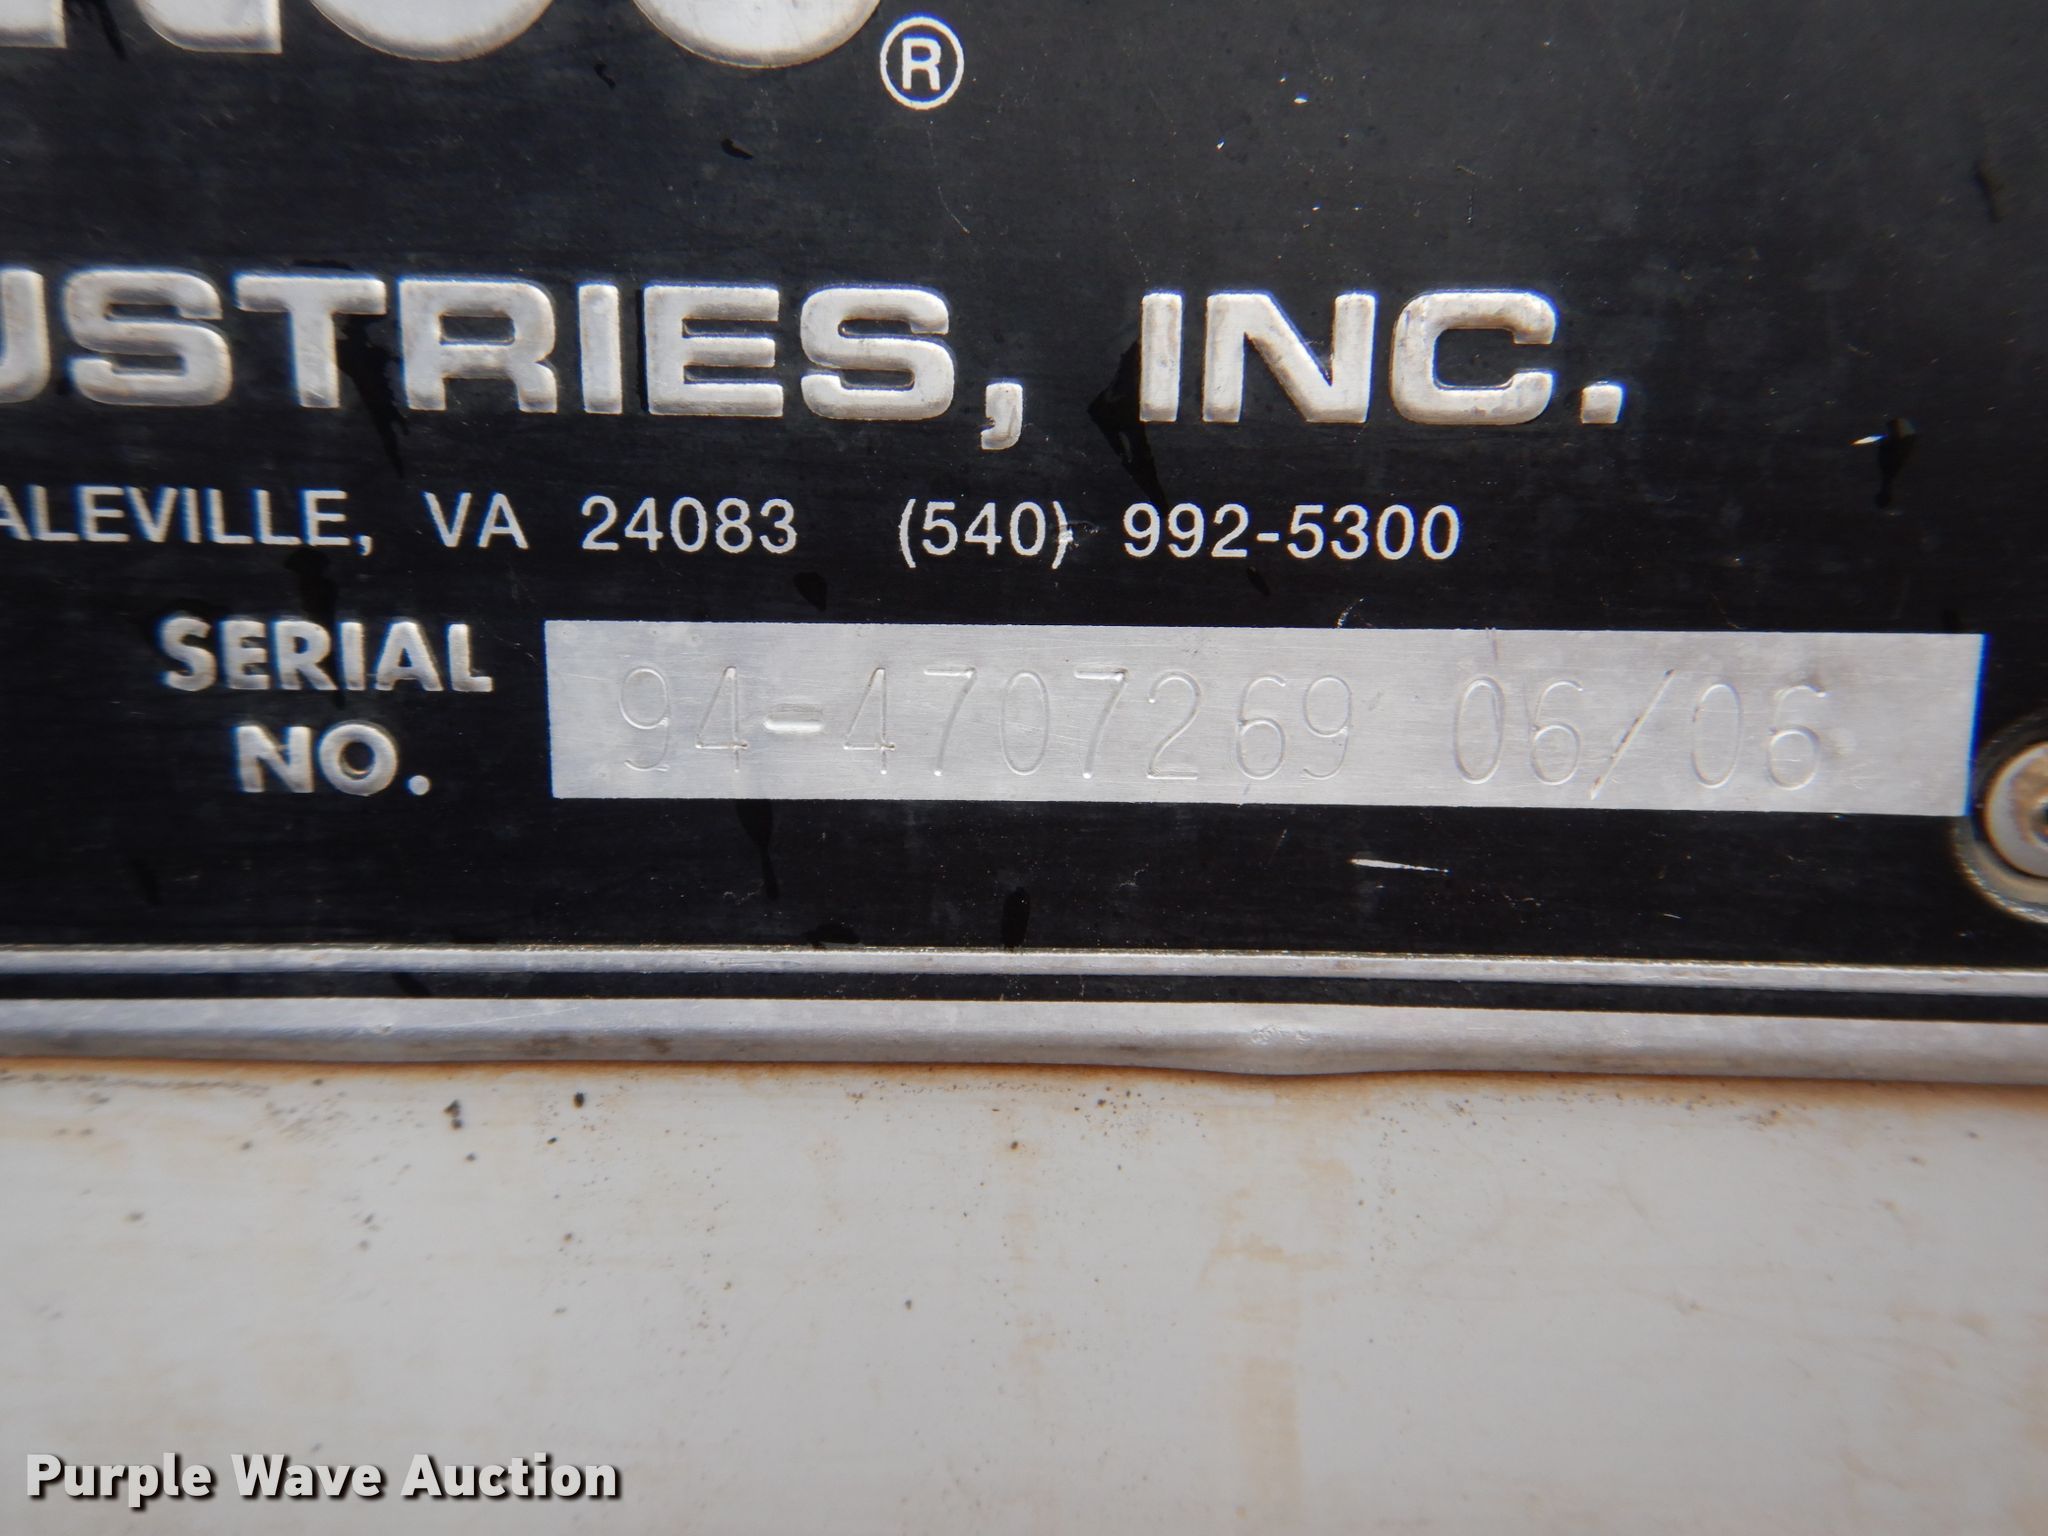 ®
USTRIES, INC.
ALEVILLE, VA 24083 (540) 992-5300
SERIAL NO. 94-4707269 06/06
Purple Wave Auction